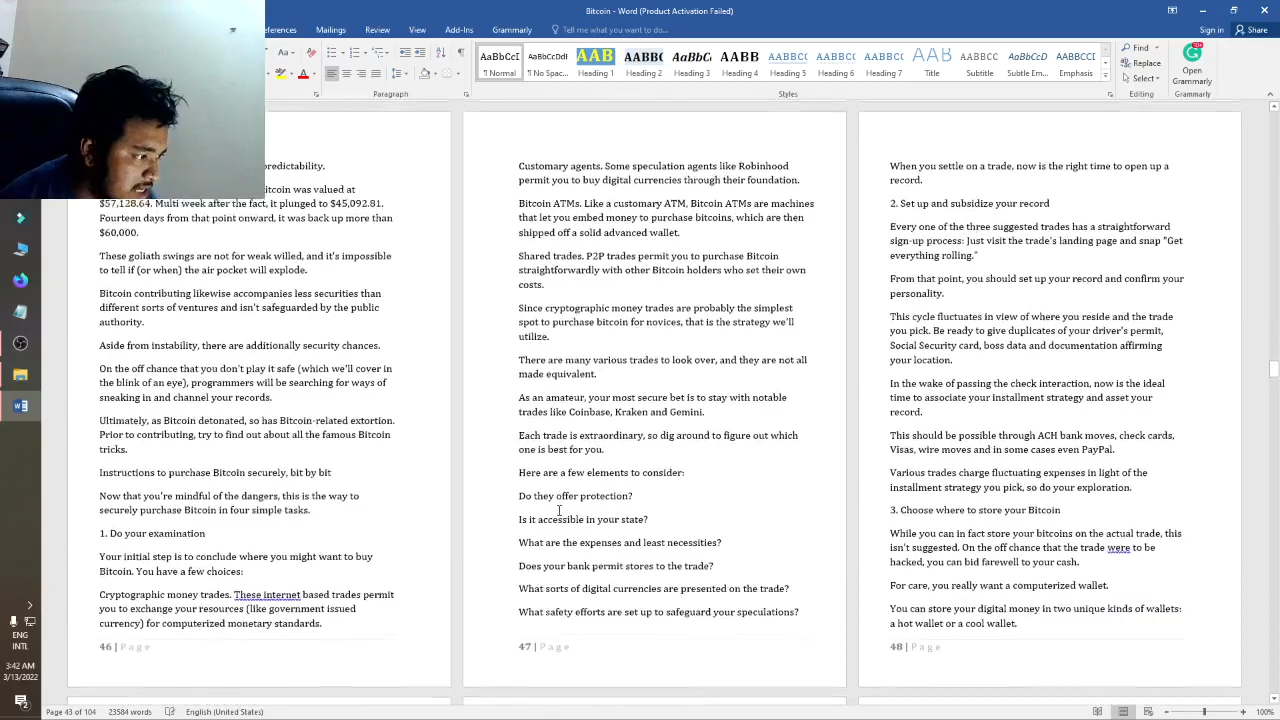 Bitcoin - Word (Product Activation Failed)
eferences Mailings Review View Add-ins Grammarly Tell me what you want to do...
Sign in Share
Aa
AaBbCcI AaBbCcDdI AAB AABBC AaBbC AABB AABBCC AABBCC AABBCC AABBCC AAB AABBCC AaBbCcD AABBCCI
¶ Normal ¶ No Spac... Heading 1 Heading 2 Heading 3 Heading 4 Heading 5 Heading 6 Heading 7 Title Subtitle Subtle Em... Emphasis
Find
Replace
Select
Open
Grammarly
Paragraph Styles Editing Grammarly
redictability.
itcoin was valued at
$57,128.64. Multi week after the fact, it plunged to $45,092.81.
Fourteen days from that point onward, it was back up more than
$60,000.
These goliath swings are not for weak willed, and it's impossible
to tell if (or when) the air pocket will explode.
Bitcoin contributing likewise accompanies less securities than
different sorts of ventures and isn't safeguarded by the public
authority.
Aside from instability, there are additionally security chances.
On the off chance that you don't play it safe (which we'll cover in
the blink of an eye), programmers will be searching for ways of
sneaking in and channel your records.
Ultimately, as Bitcoin detonated, so has Bitcoin-related extortion.
Prior to contributing, try to find out about all the famous Bitcoin
tricks.
Instructions to purchase Bitcoin securely, bit by bit
Now that you're mindful of the dangers, this is the way to
securely purchase Bitcoin in four simple tasks.
1. Do your examination
Your initial step is to conclude where you might want to buy
Bitcoin. You have a few choices:
Cryptographic money trades. These internet based trades permit
you to exchange your resources (like government issued
currency) for computerized monetary standards.
46 | Page
Customary agents. Some speculation agents like Robinhood
permit you to buy digital currencies through their foundation.
Bitcoin ATMs. Like a customary ATM, Bitcoin ATMs are machines
that let you embed money to purchase bitcoins, which are then
shipped off a solid advanced wallet.
Shared trades. P2P trades permit you to purchase Bitcoin
straightforwardly with other Bitcoin holders who set their own
costs.
Since cryptographic money trades are probably the simplest
spot to purchase bitcoin for novices, that is the strategy we'll
utilize.
There are many various trades to look over, and they are not all
made equivalent.
As an amateur, your most secure bet is to stay with notable
trades like Coinbase, Kraken and Gemini.
Each trade is extraordinary, so dig around to figure out which
one is best for you.
Here are a few elements to consider:
Do they offer protection?
Is it accessible in your state?
What are the expenses and least necessities?
Does your bank permit stores to the trade?
What sorts of digital currencies are presented on the trade?
What safety efforts are set up to safeguard your speculations?
47 | Page
When you settle on a trade, now is the right time to open up a
record.
2. Set up and subsidize your record
Every one of the three suggested trades has a straightforward
sign-up process: Just visit the trade's landing page and snap "Get
everything rolling."
From that point, you should set up your record and confirm your
personality.
This cycle fluctuates in view of where you reside and the trade
you pick. Be ready to give duplicates of your driver's permit,
Social Security card, boss data and documentation affirming
your location.
In the wake of passing the check interaction, now is the ideal
time to associate your installment strategy and asset your
record.
This should be possible through ACH bank moves, check cards,
Visas, wire moves and in some cases even PayPal.
Various trades charge fluctuating expenses in light of the
installment strategy you pick, so do your exploration.
3. Choose where to store your Bitcoin
While you can in fact store your bitcoins on the actual trade, this
isn't suggested. On the off chance that the trade were to be
hacked, you can bid farewell to your cash.
For care, you really want a computerized wallet.
You can store your digital money in two unique kinds of wallets:
a hot wallet or a cool wallet.
48 | Page
ENG
INTL
3:42 AM
3/13/2022
2
Page 43 of 104 23584 words English (United States) 100%